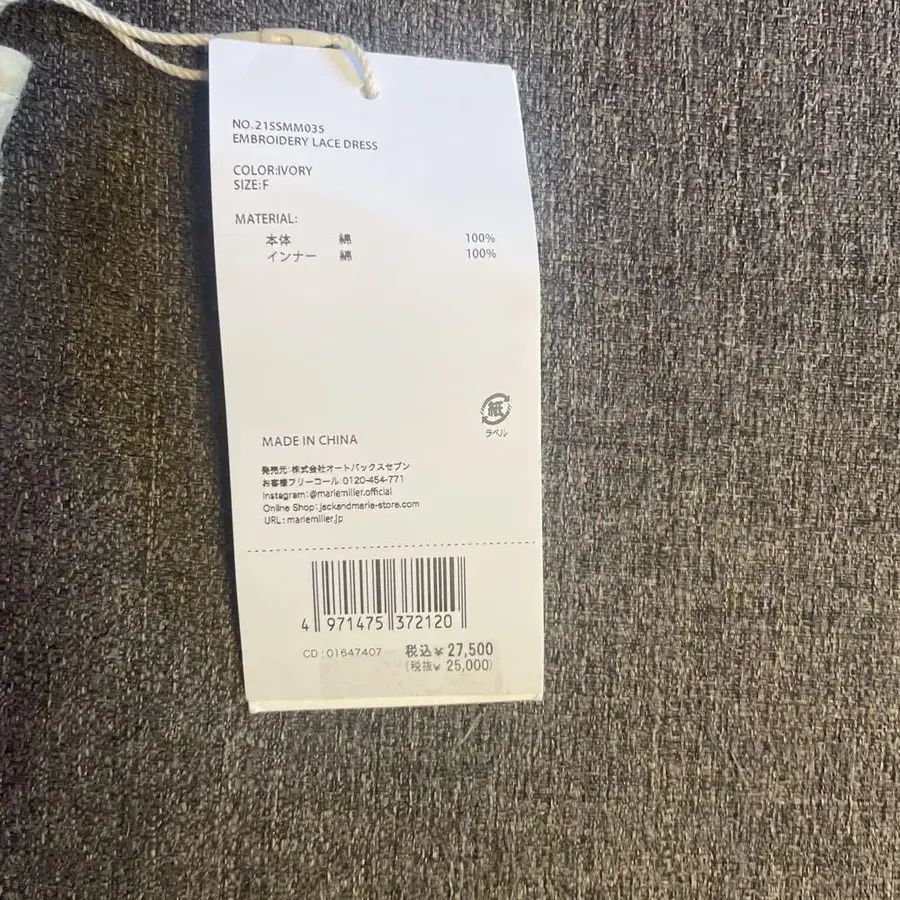 NO.21SSMM035
EMBROIDERY LACE DRESS
COLOR:IVORY
SIZE:F
MATERIAL:
本体 綿 100%
インナー 綿 100%
紙
ラベル
MADE IN CHINA
発売元:株式会社オートバックスセブン
お客様フリーコール 0120-454-771
Instagram:@mariemiller.official
Online Shop:jackandmarie-store.com
URL:mariemiller.jp
4 971475 372120
CD:01647407 税込¥ 27,500
(税抜¥ 25,000)